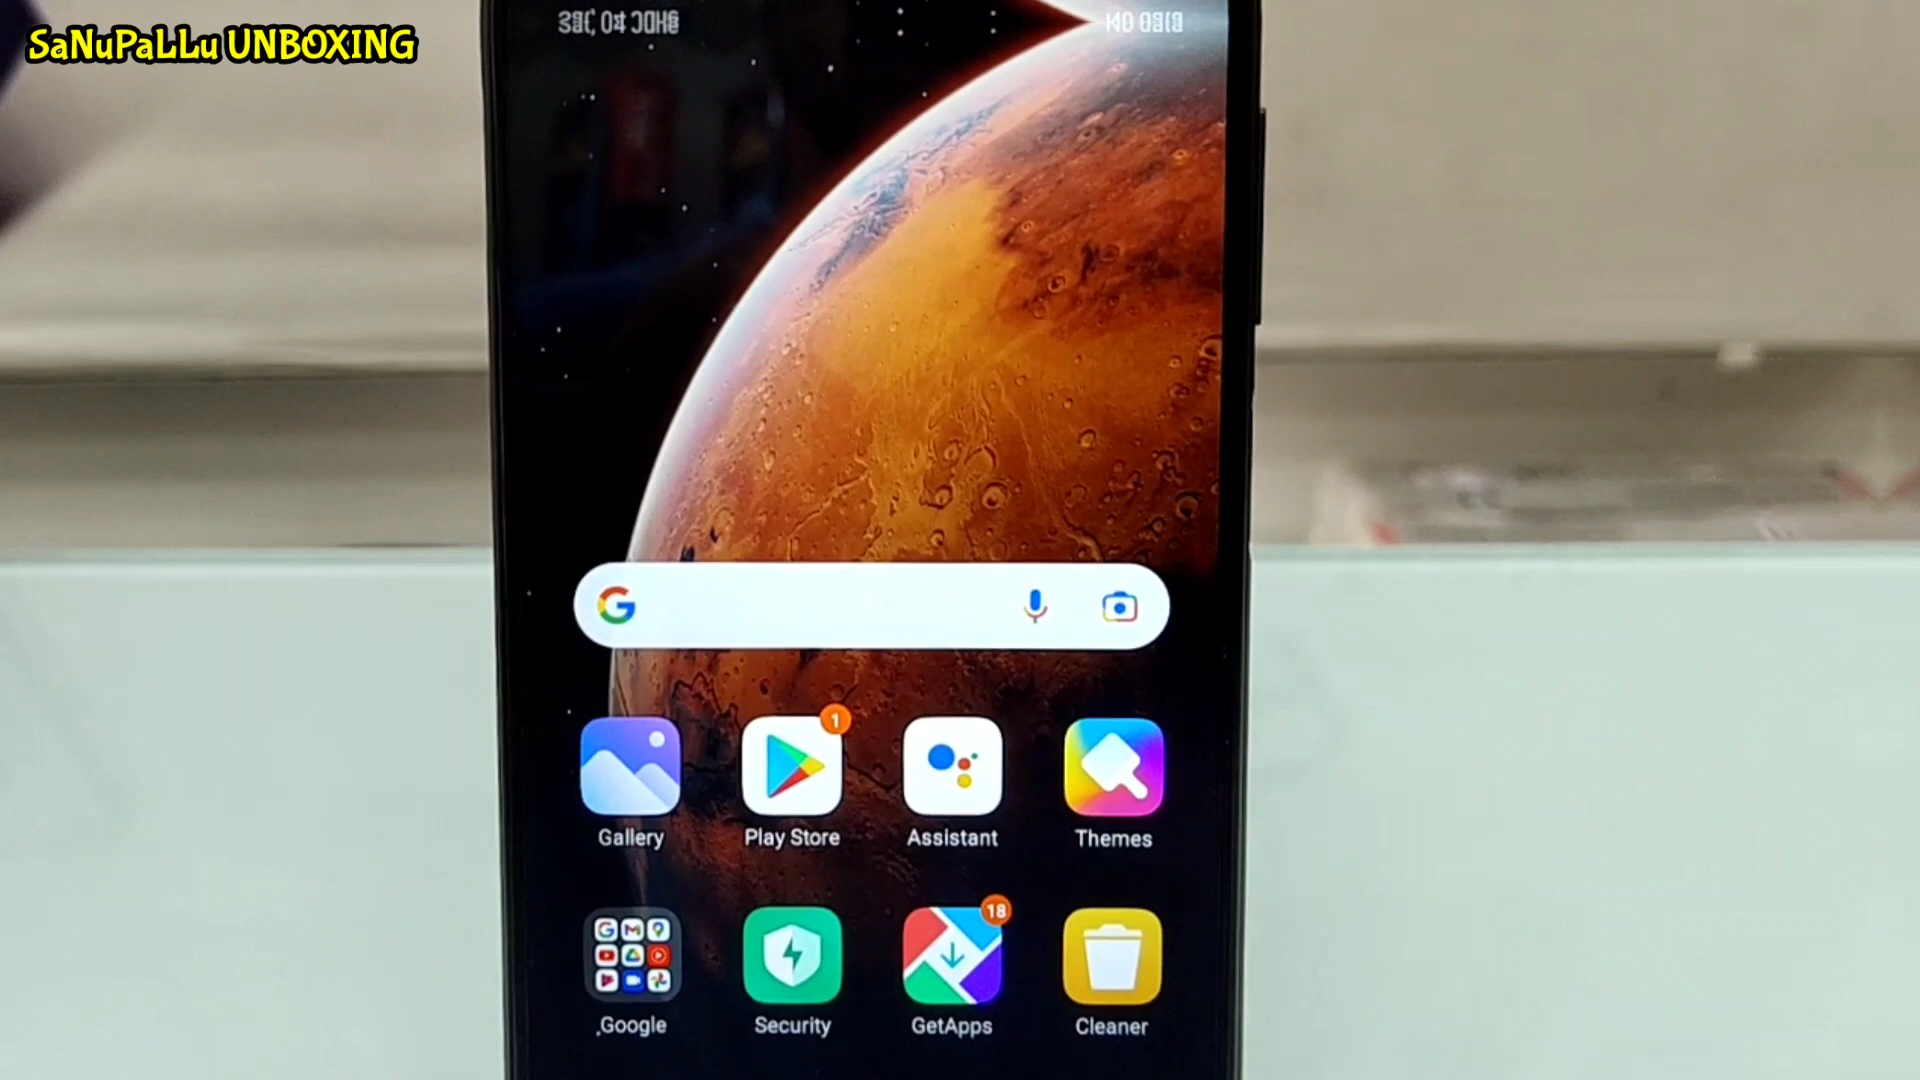 SaNuPaLLu UNBOXING
1
Gallery
Play Store
Assistant
Themes
18
Google
Security
GetApps
Cleaner